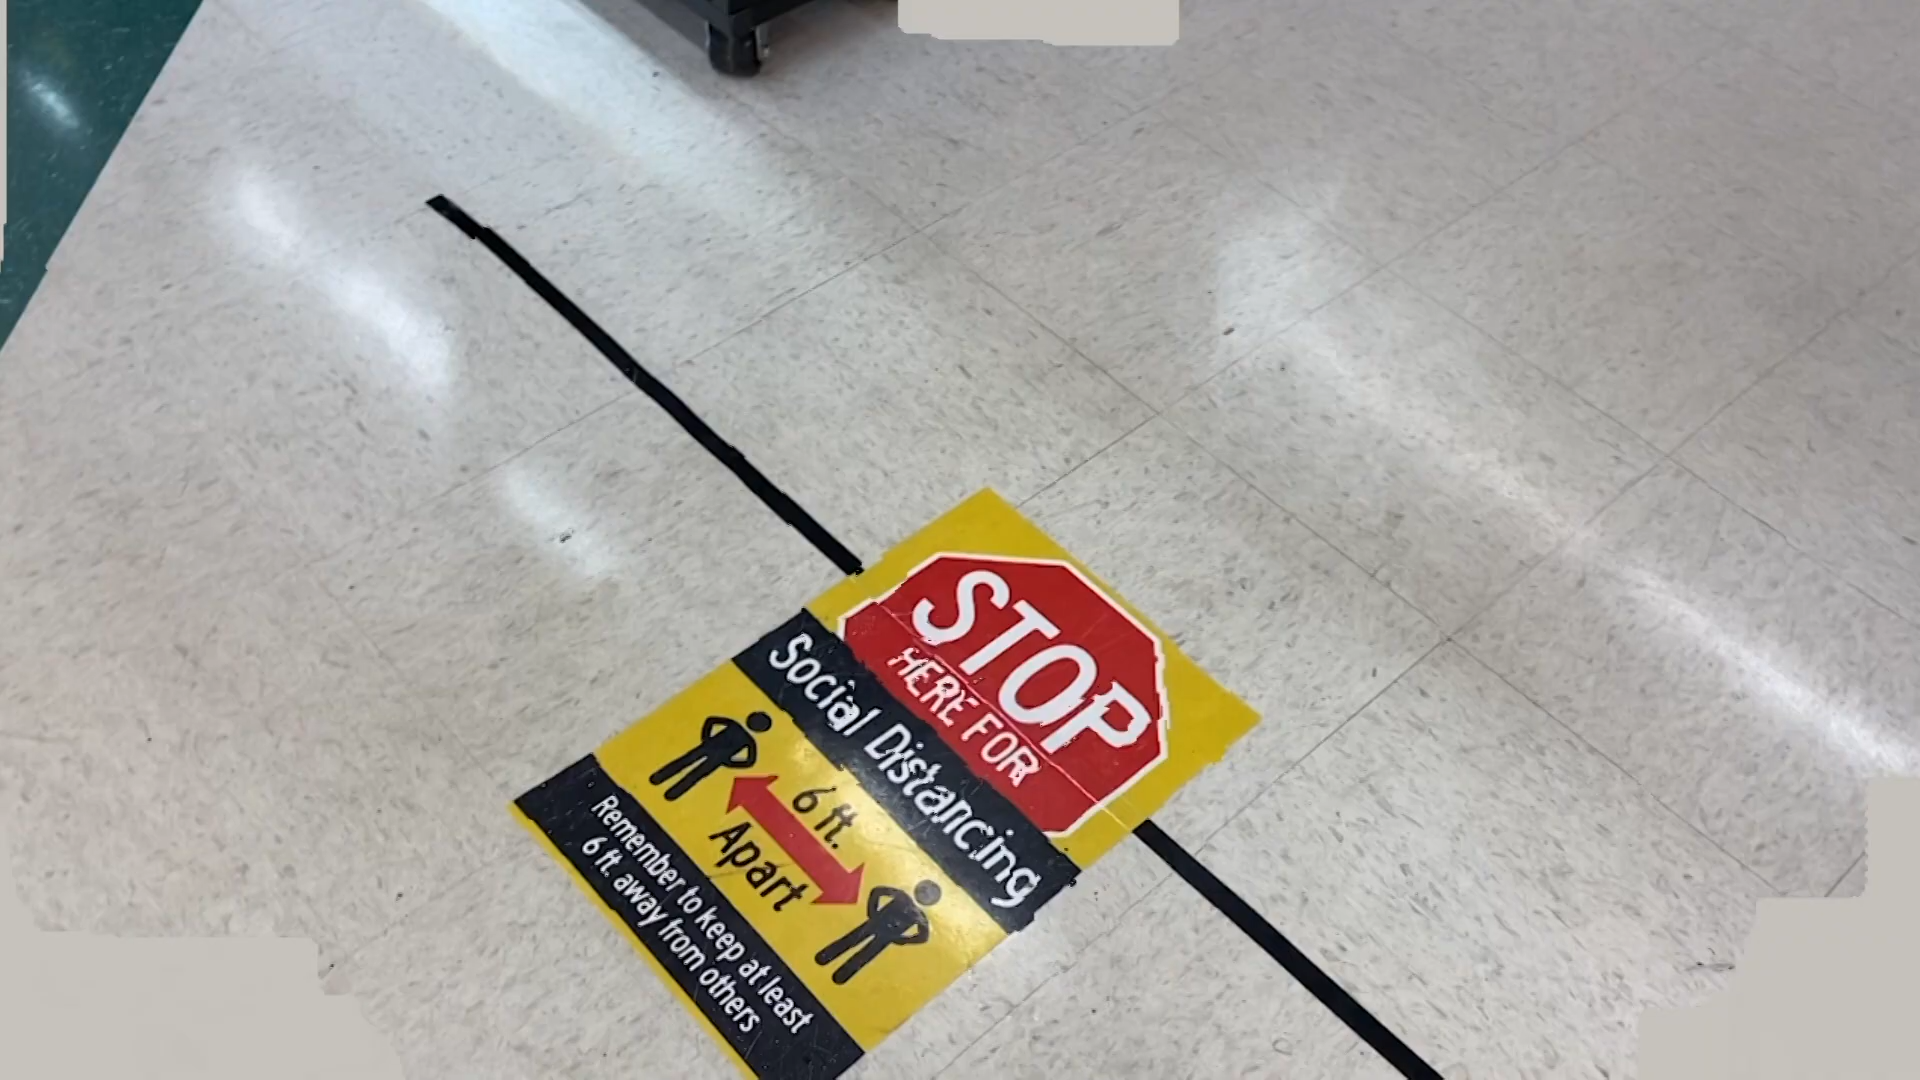 STOP
HERE FOR
Social Distancing
6 ft.
Apart
Remember to keep at least
6 ft. away from others